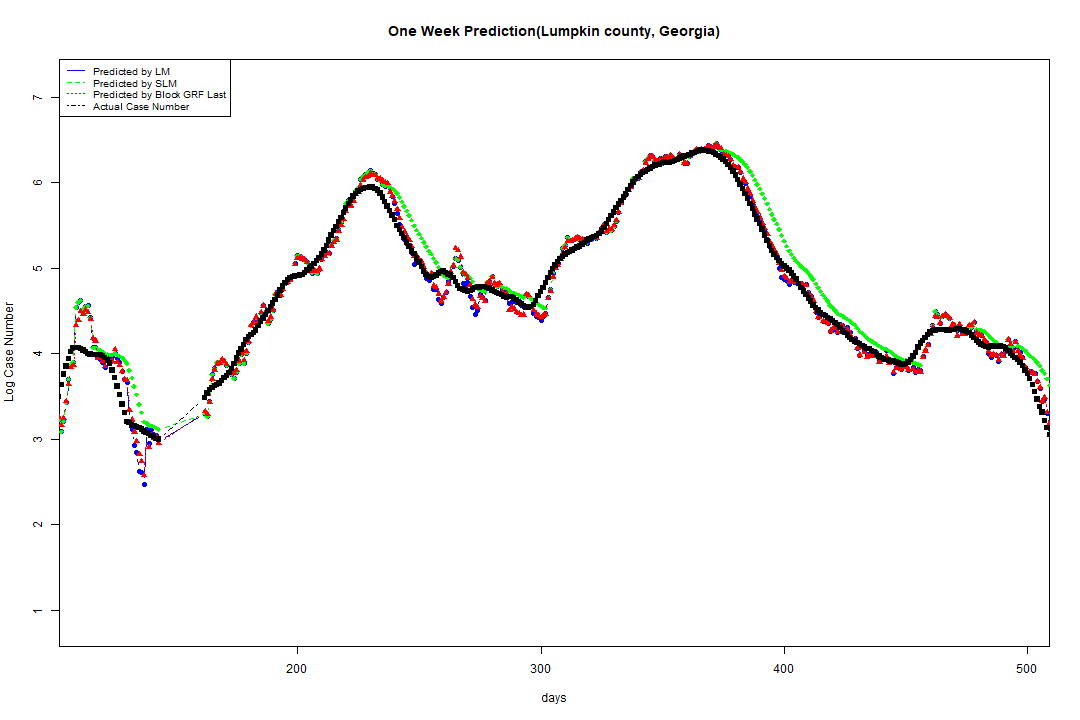 One Week Prediction(Lumpkin county, Georgia)
Predicted by LM
Predicted by SLM
Predicted by Block GRF Last
Actual Case Number
7
6
5
4
3
2
1
Log Case Number
200
300
400
500
days